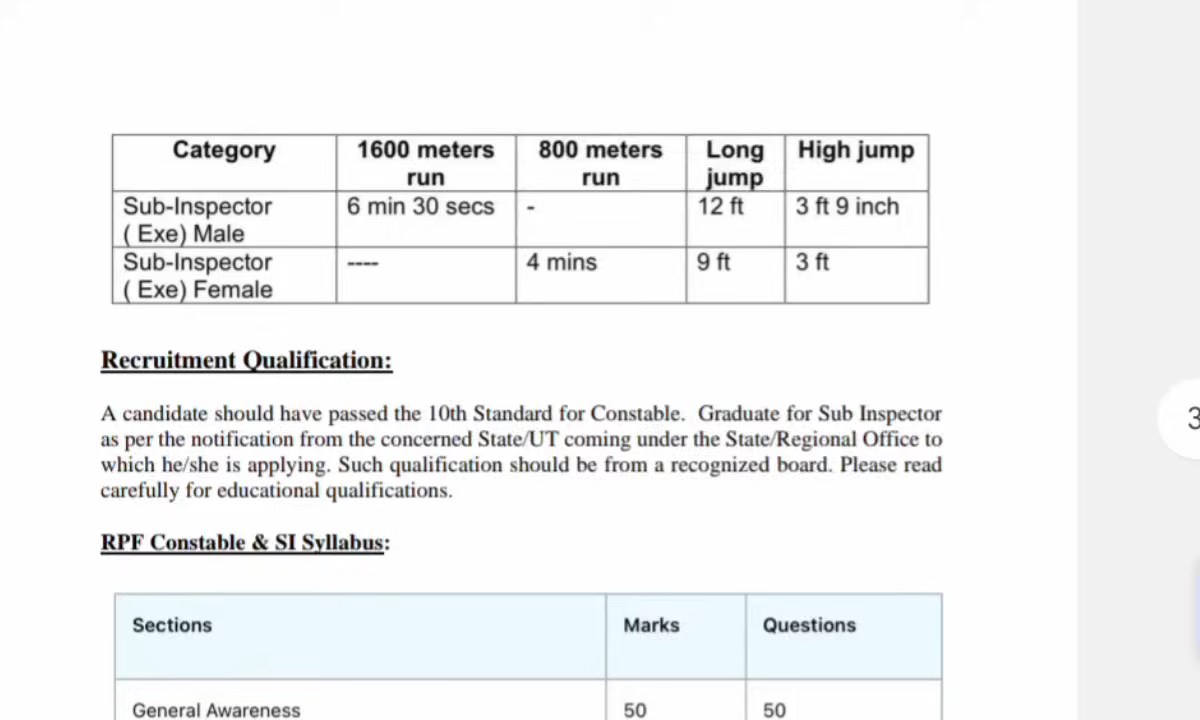 Category 1600 meters run 800 meters run Long jump High jump
Sub-Inspector ( Exe) Male 6 min 30 secs - 12 ft 3 ft 9 inch
Sub-Inspector ( Exe) Female ---- 4 mins 9 ft 3 ft
Recruitment Qualification:
A candidate should have passed the 10th Standard for Constable. Graduate for Sub Inspector
as per the notification from the concerned State/UT coming under the State/Regional Office to
which he/she is applying. Such qualification should be from a recognized board. Please read
carefully for educational qualifications.
RPF Constable & SI Syllabus:
Sections Marks Questions
General Awareness 50 50
3